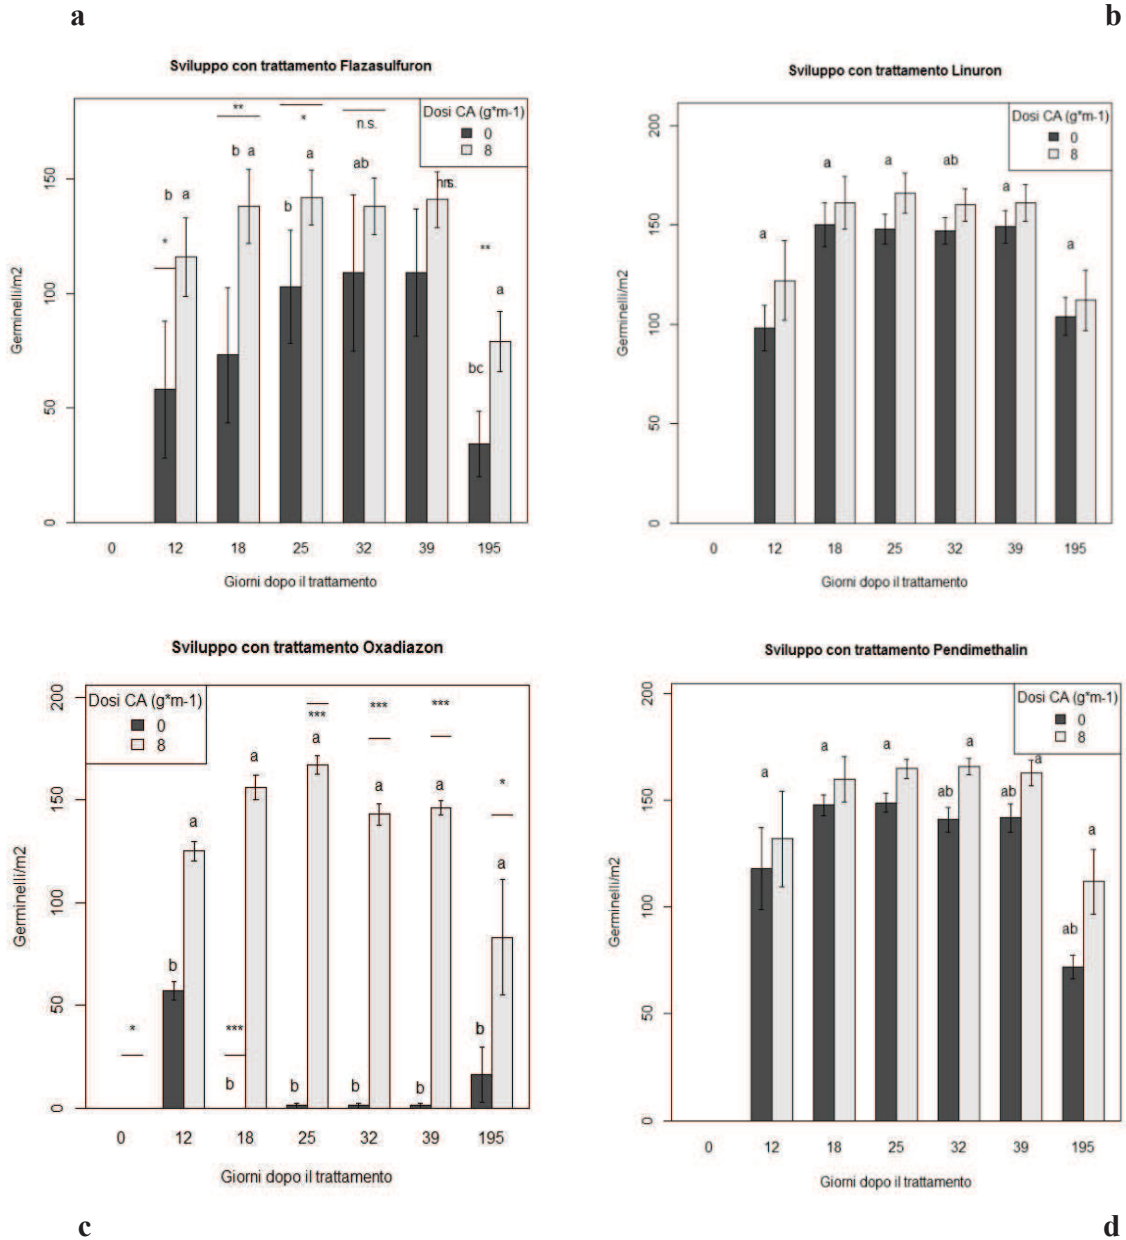 a
b
Sviluppo con trattamento Flazasulfuron
Dosi CA (g*m-1)
0
8
** * n.s.
b a b a a ab
n.s.
* b **
a
bc
Germinelli/m2
0 50 100 150
0 12 18 25 32 39 195
Giorni dopo il trattamento
Sviluppo con trattamento Linuron
Dosi CA (g*m-1)
0
8
a a a ab a a
Germinelli/m2
0 50 100 150 200
0 12 18 25 32 39 195
Giorni dopo il trattamento
Sviluppo con trattamento Oxadiazon
Dosi CA (g*m-1)
0
8
*** *** ***
a a a a
a *
a
b
* *** b
b b b b
Germinelli/m2
0 50 100 150 200
0 12 18 25 32 39 195
Giorni dopo il trattamento
Sviluppo con trattamento Pendimethalin
Dosi CA (g*m-1)
0
8
a a a a a
ab ab
a
ab
Germinelli/m2
0 50 100 150 200
0 12 18 25 32 39 195
Giorni dopo il trattamento
c
d